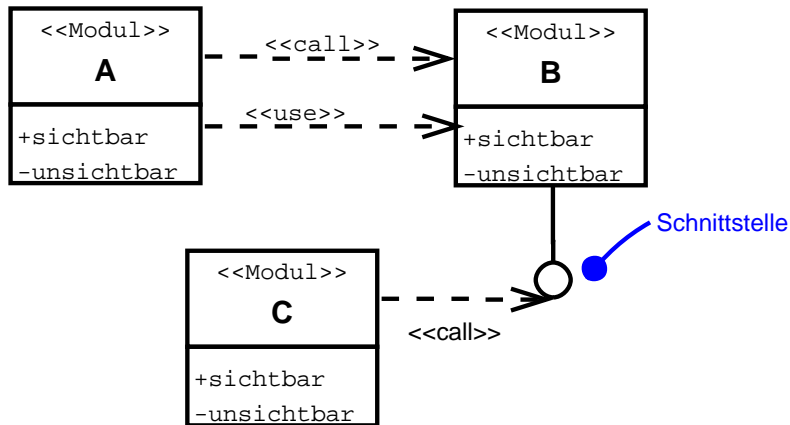 <<Modul>>
A
+sichtbar
-unsichtbar
<<call>>
<<use>>
<<Modul>>
B
+sichtbar
-unsichtbar
Schnittstelle
<<Modul>>
C
+sichtbar
-unsichtbar
<<call>>